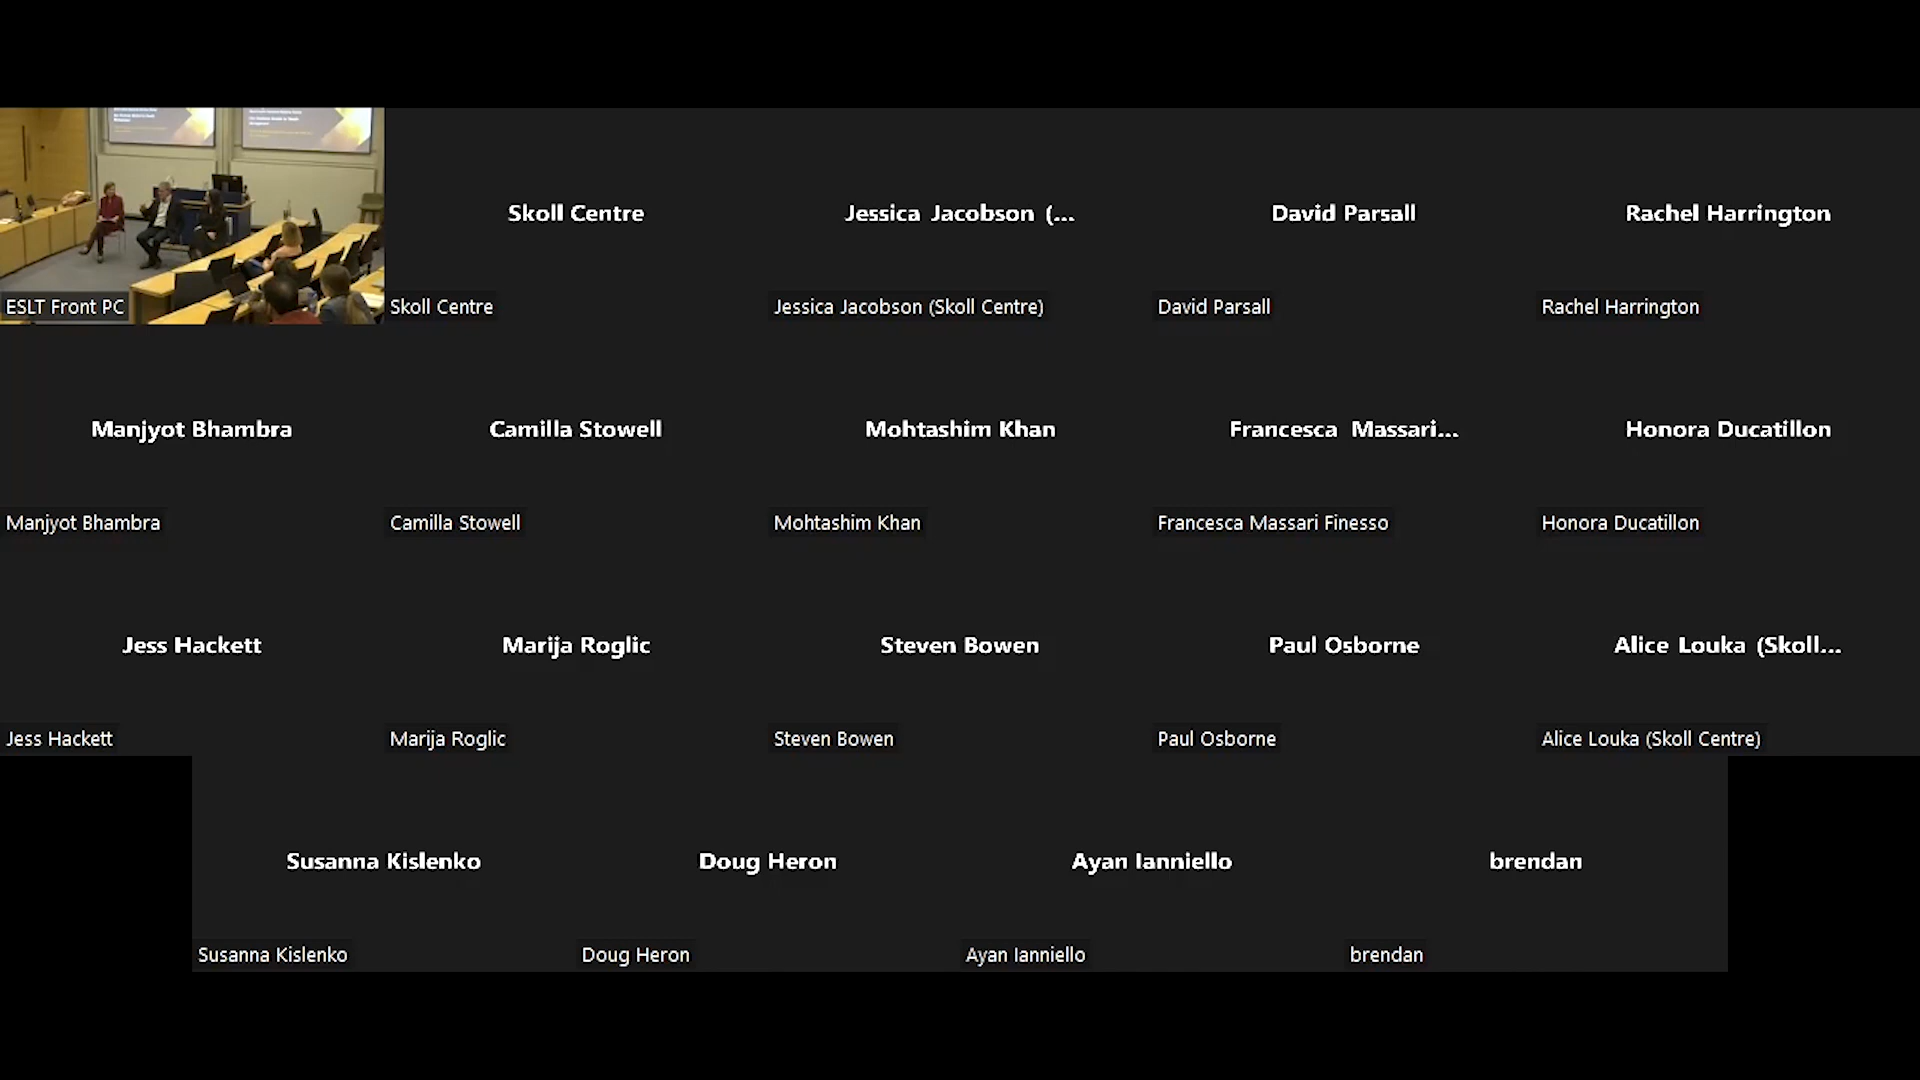 Skoll Centre
Jessica Jacobson (...
David Parsall
Rachel Harrington
ESLT Front PC
Skoll Centre
Jessica Jacobson (Skoll Centre)
David Parsall
Rachel Harrington
Manjyot Bhambra
Camilla Stowell
Mohtashim Khan
Francesca Massari...
Honora Ducatillon
Manjyot Bhambra
Camilla Stowell
Mohtashim Khan
Francesca Massari Finesso
Honora Ducatillon
Jess Hackett
Marija Roglic
Steven Bowen
Paul Osborne
Alice Louka (Skoll...
Jess Hackett
Marija Roglic
Steven Bowen
Paul Osborne
Alice Louka (Skoll Centre)
Susanna Kislenko
Doug Heron
Ayan Ianniello
brendan
Susanna Kislenko
Doug Heron
Ayan Ianniello
brendan